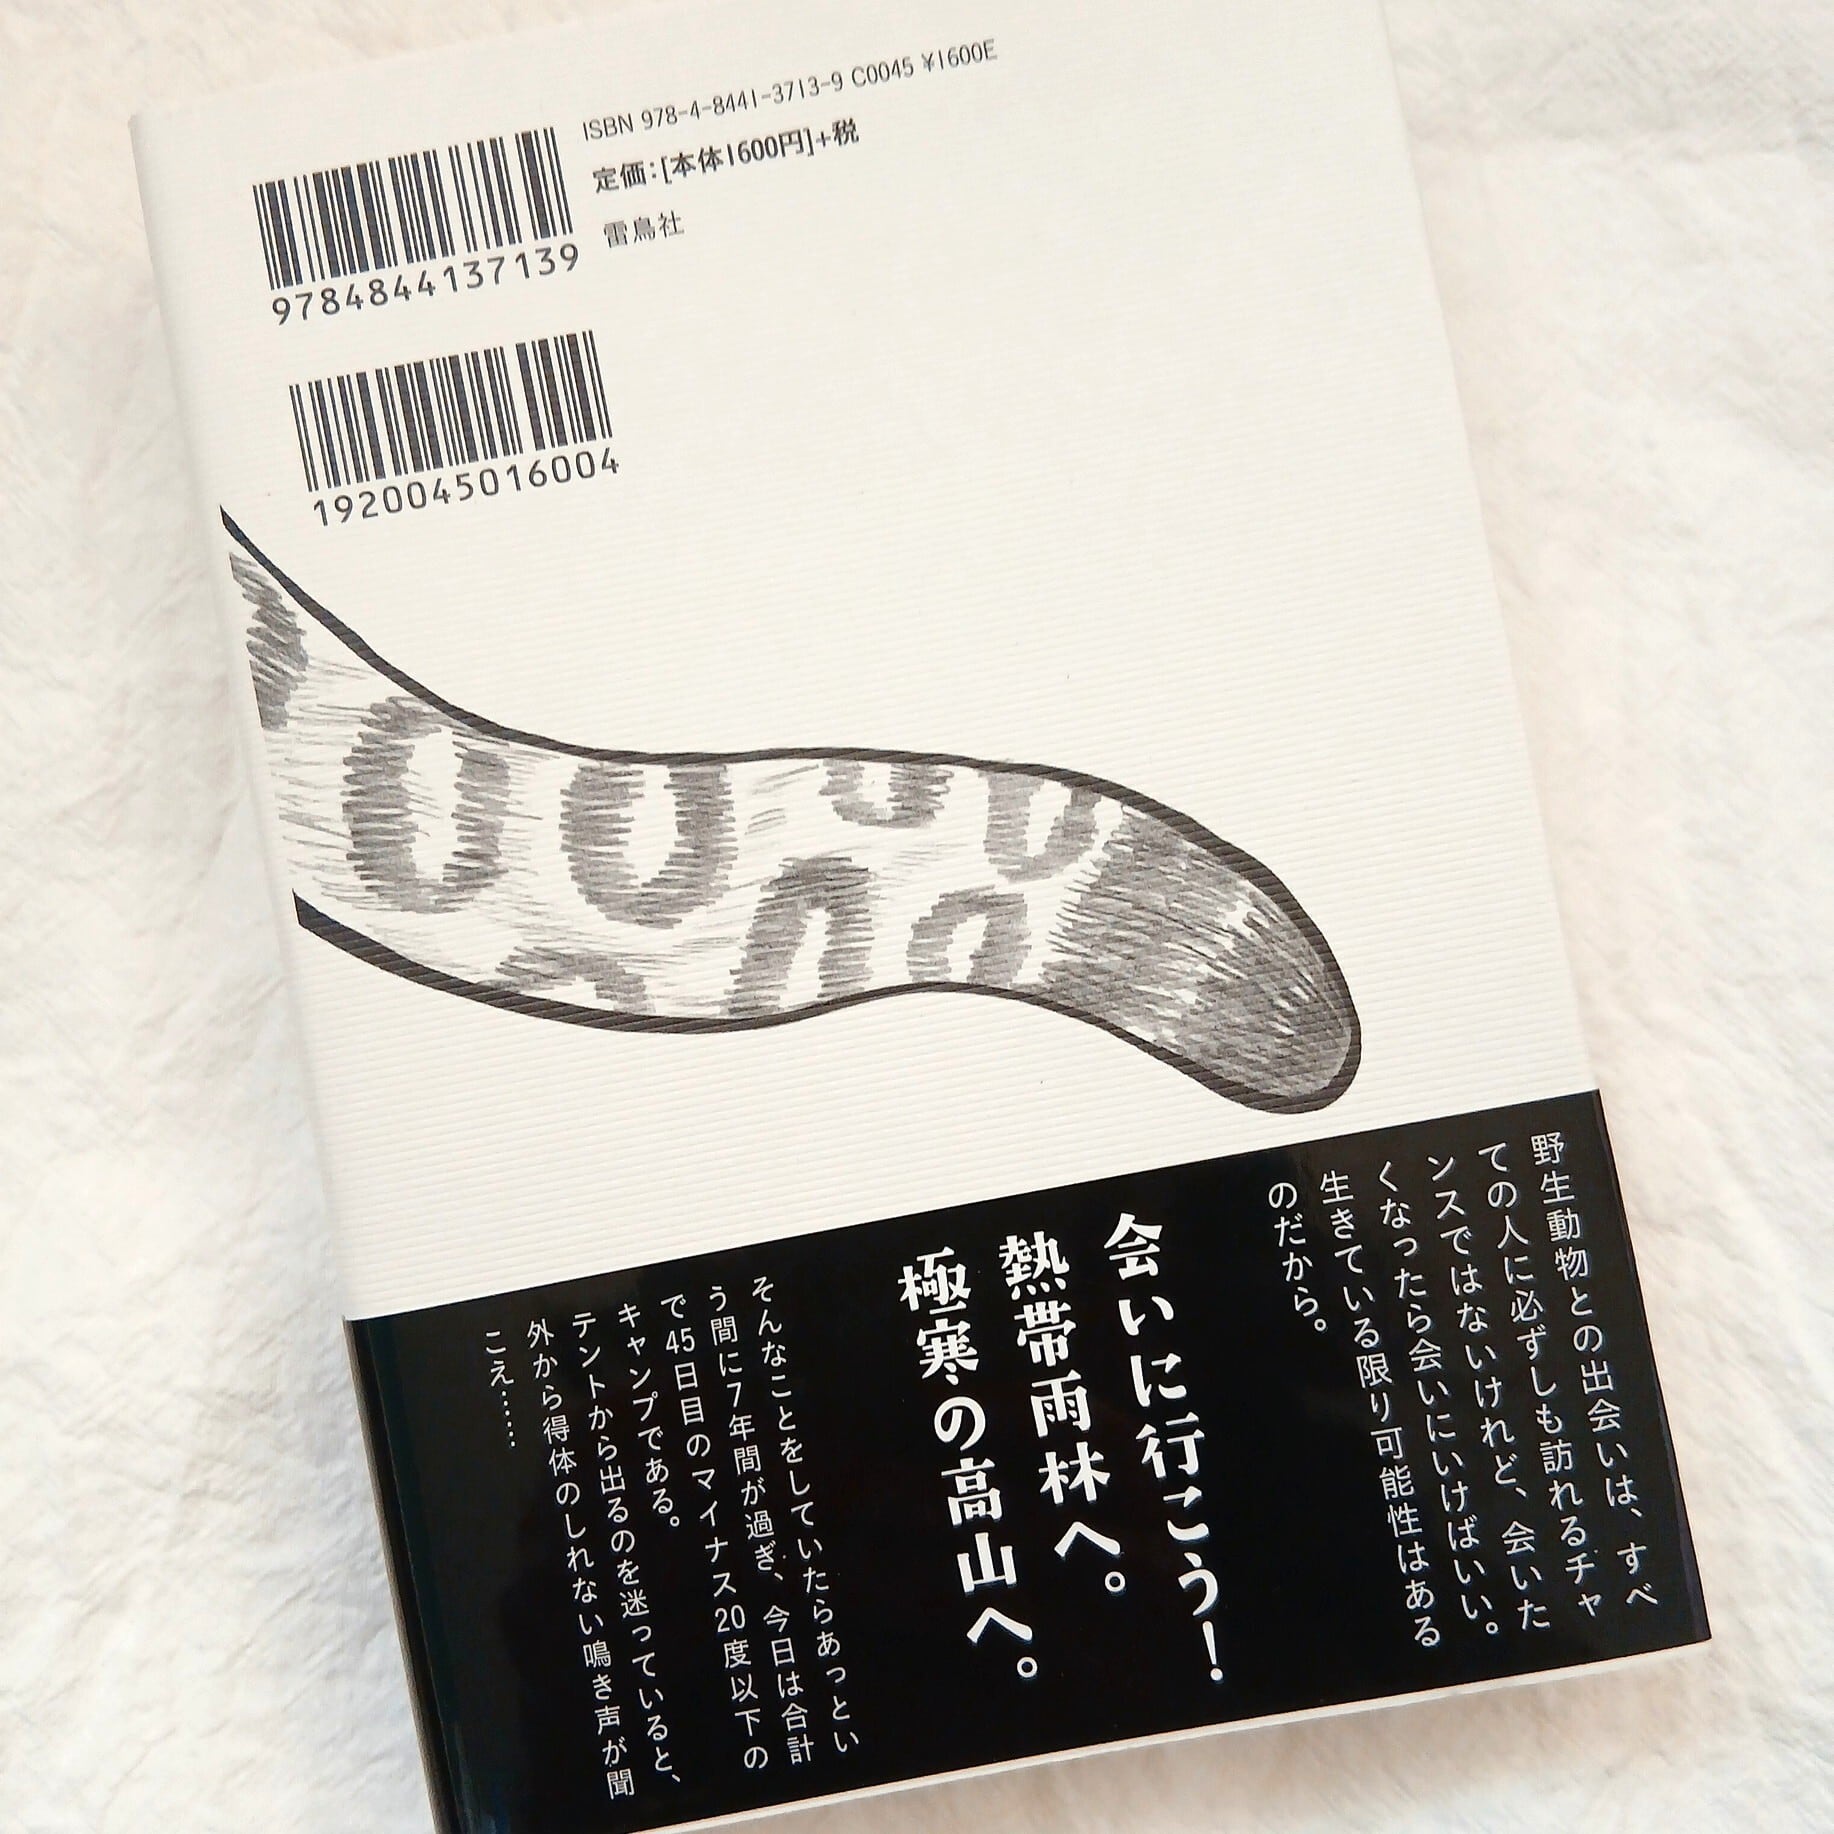 ISBN 978-4-8441-3713-9 C0045 ¥1600E
定価：[本体1600円]+税
雷鳥社
9784844137139
1920045016004
野生動物との出会いは、すべ
ての人に必ずしも訪れるチャ
ンスではないけれど、会いた
くなったら会いにいけばいい。
生きている限り可能性はある
のだから。
会いに行こう！
熱帯雨林へ。
極寒の高山へ。
そんなことをしていたらあっとい
う間に7年間が過ぎ、今日は合計
で45日目のマイナス20度以下の
キャンプである。
テントから出るのを迷っていると、
外から得体のしれない鳴き声が聞
こえ……